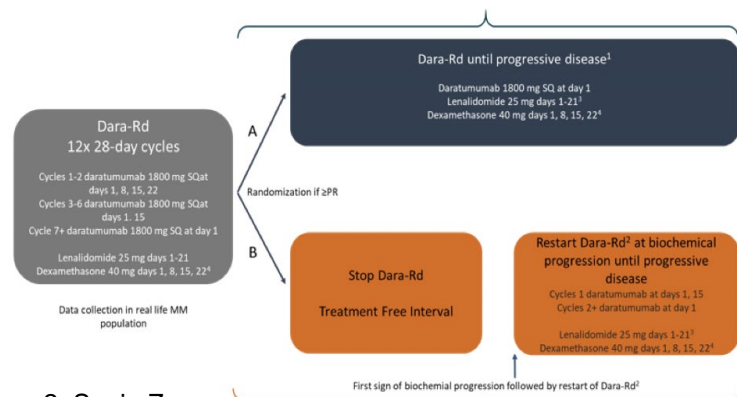 Dara-Rd until progressive disease¹
Daratumumab 1800 mg SQ at day 1
Lenalidomide 25 mg days 1-21³
Dexamethasone 40 mg days 1, 8, 15, 22⁴
Dara-Rd
12x 28-day cycles
Cycles 1-2 daratumumab 1800 mg SQat
days 1, 8, 15, 22
Cycles 3-6 daratumumab 1800 mg SQat
days 1. 15
Cycle 7+ daratumumab 1800 mg SQ at day 1
Lenalidomide 25 mg days 1-21
Dexamethasone 40 mg days 1, 8, 15, 22⁴
Data collection in real life MM
population
A
Randomization if ≥PR
B
Stop Dara-Rd
Treatment Free Interval
Restart Dara-Rd² at biochemical
progression until progressive
disease
Cycles 1 daratumumab at days 1, 15
Cycles 2+ daratumumab at day 1
Lenalidomide 25 mg days 1-21³
Dexamethasone 40 mg days 1, 8, 15, 22⁴
First sign of biochemial progression followed by restart of Dara-Rd²